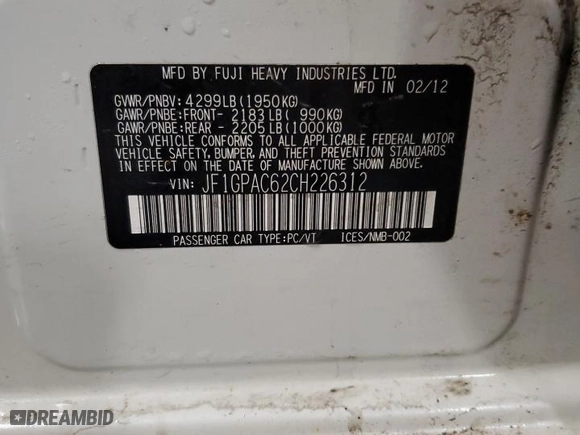 MFD BY FUJI HEAVY INDUSTRIES LTD.
MFD IN 02/12
GVWR/PNBV: 4299LB(1950KG)
GAWR/PNBE:FRONT- 2183LB( 990KG)
GAWR/PNBE:REAR - 2205LB(1000KG)
THIS VEHICLE CONFORMS TO ALL APPLICABLE FEDERAL MOTOR
VEHICLE SAFETY, BUMPER, AND THEFT PREVENTION STANDARDS
IN EFFECT ON THE DATE OF MANUFACTURE SHOWN ABOVE.
VIN: JF1GPAC62CH226312
PASSENGER CAR TYPE:PC/VT ICES/NMB-002
DREAMBID